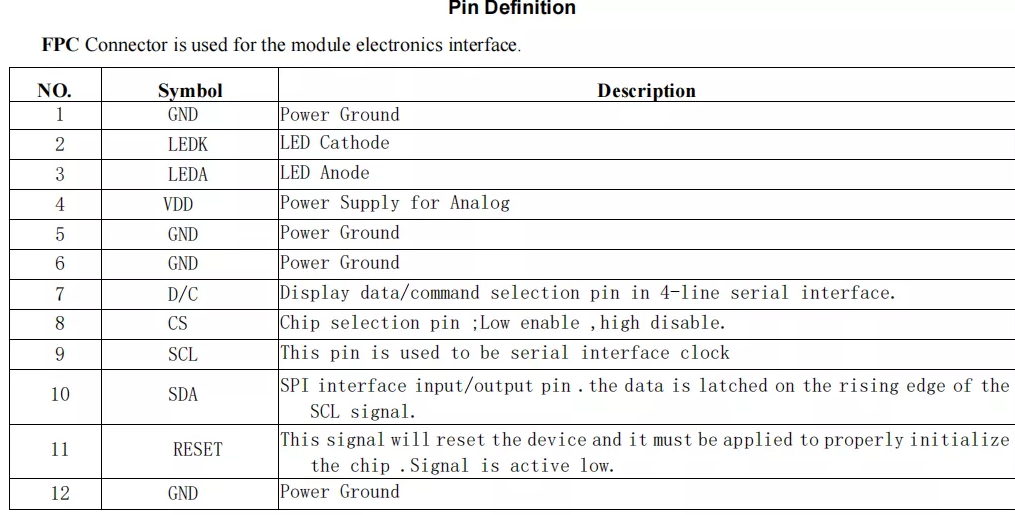 Pin Definition
FPC Connector is used for the module electronics interface.
NO. Symbol Description
1 GND Power Ground
2 LEDK LED Cathode
3 LEDA LED Anode
4 VDD Power Supply for Analog
5 GND Power Ground
6 GND Power Ground
7 D/C Display data/command selection pin in 4-line serial interface.
8 CS Chip selection pin ;Low enable ,high disable.
9 SCL This pin is used to be serial interface clock
10 SDA SPI interface input/output pin .the data is latched on the rising edge of the
SCL signal.
11 RESET This signal will reset the device and it must be applied to properly initialize
the chip .Signal is active low.
12 GND Power Ground